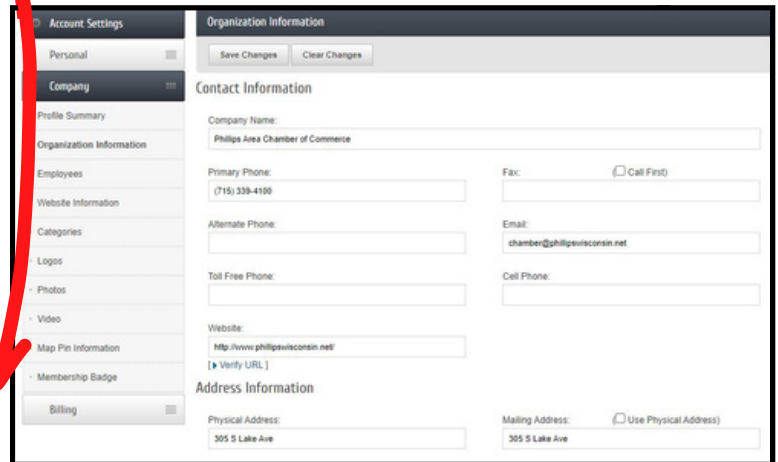 Account Settings
Personal
Company
Profile Summary
Organization Information
Employees
Website Information
Categories
Logos
Photos
Video
Map Pin Information
Membership Badge
Billing
Organization Information
Save Changes Clear Changes
Contact Information
Company Name:
Phillips Area Chamber of Commerce
Primary Phone: Fax: (Call First)
(715) 339-4100
Alternate Phone: Email:
chamber@phillipswisconsin.net
Toll Free Phone: Cell Phone:
Website:
http://www.phillipswisconsin.net/
[ Verify URL ]
Address Information
Physical Address: Mailing Address: (Use Physical Address)
305 S Lake Ave 305 S Lake Ave